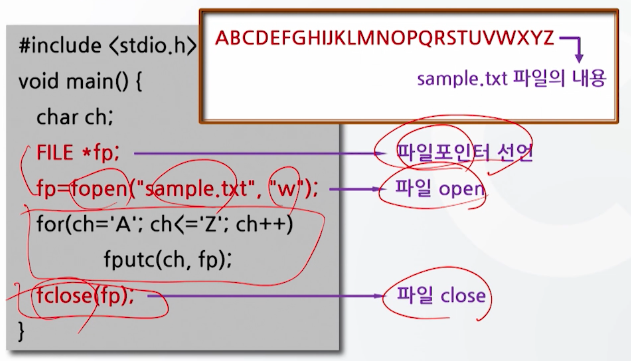 #include <stdio.h>
void main() {
char ch;
FILE *fp;
fp=fopen("sample.txt", "w");
for(ch='A'; ch<='Z'; ch++)
fputc(ch, fp);
fclose(fp);
}
ABCDEFGHIJKLMNOPQRSTUVWXYZ
sample.txt 파일의 내용
파일포인터 선언
파일 open
파일 close